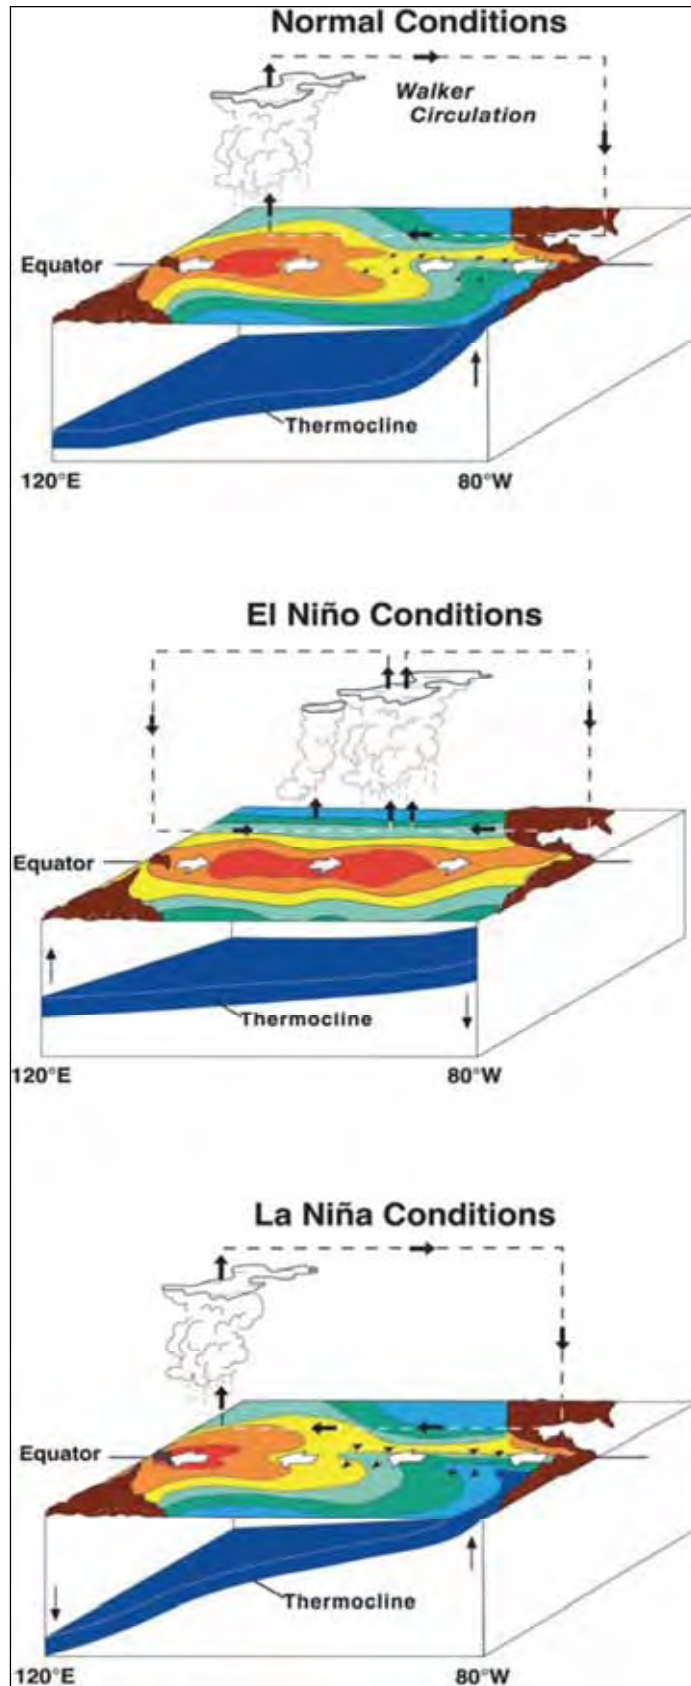 Normal Conditions
Walker
Circulation
Equator
Thermocline
120°E
80°W
El Niño Conditions
Equator
Thermocline
120°E
80°W
La Niña Conditions
Equator
Thermocline
120°E
80°W